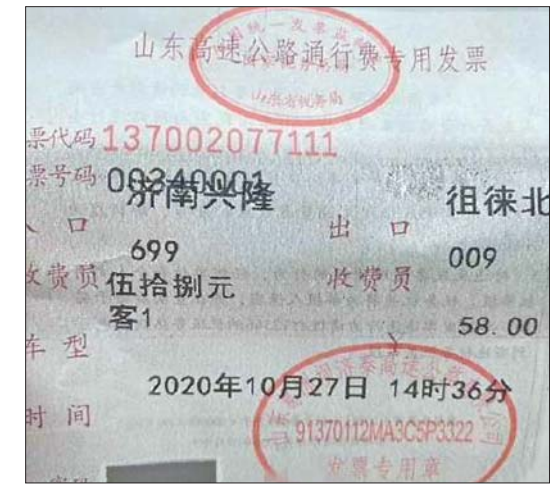 山东高速公路通行费专用发票
山东省税务局
票代码 137002077111
票号码 00340001
济南兴隆 徂徕北
口 出口
699 009
收费员 收费员
伍拾捌元
客1
58.00
车型
2020年10月27日 14时36分
时间
91370112MA3C5P3322
发票专用章